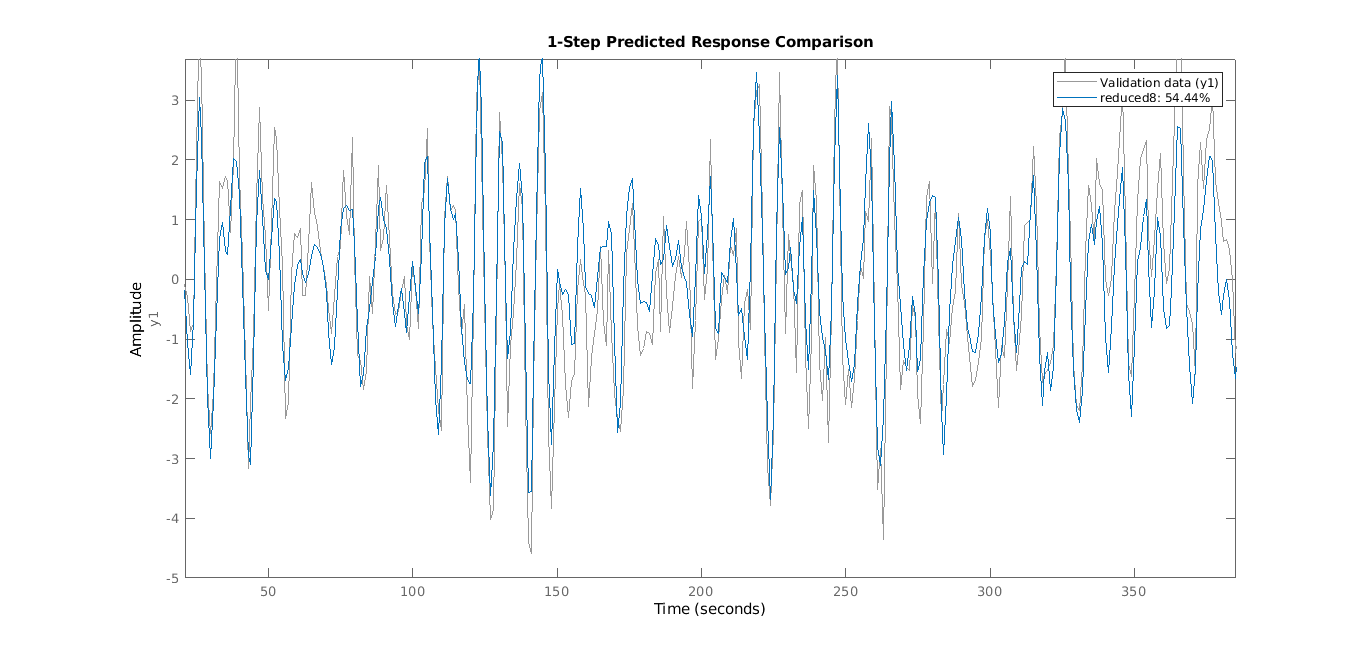 1-Step Predicted Response Comparison
Validation data (y1)
reduced8: 54.44%
3
2
1
0
-1
-2
-3
-4
-5
Amplitude
y1
50 100 150 200 250 300 350
Time (seconds)